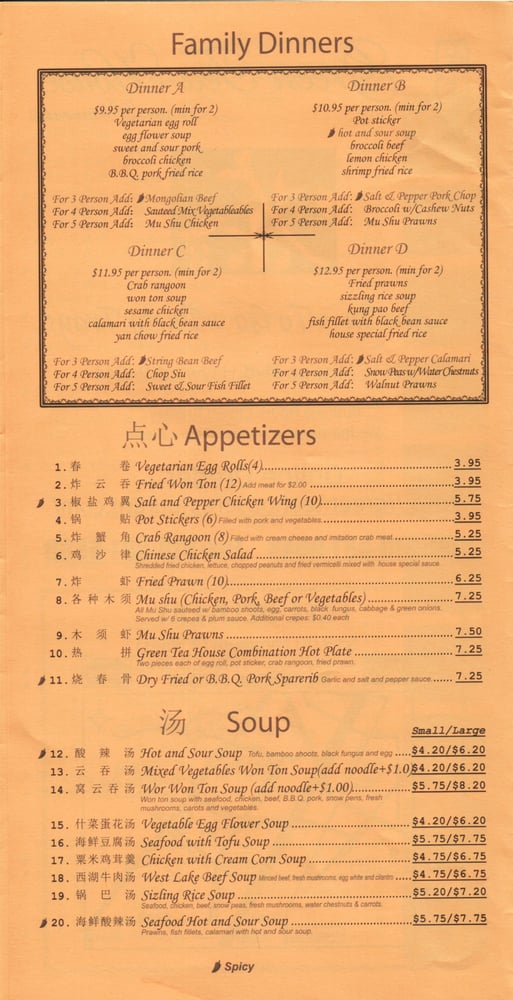 Family Dinners
Dinner A
$9.95 per person. (min for 2)
Vegetarian egg roll
egg flower soup
sweet and sour pork
broccoli chicken
B.B.Q. pork fried rice
For 3 Person Add: Mongolian Beef
For 4 Person Add: Sauteed Mix Vegetableables
For 5 Person Add: Mu Shu Chicken
Dinner B
$10.95 per person. (min for 2)
Pot sticker
hot and sour soup
broccoli beef
lemon chicken
shrimp fried rice
For 3 Person Add: Salt & Pepper Pork Chop
For 4 Person Add: Broccoli w/Cashew Nuts
For 5 Person Add: Mu Shu Prawns
Dinner C
$11.95 per person. (min for 2)
Crab rangoon
won ton soup
sesame chicken
calamari with black bean sauce
yan chow fried rice
For 3 Person Add: String Bean Beef
For 4 Person Add: Chop Siu
For 5 Person Add: Sweet & Sour Fish Fillet
Dinner D
$12.95 per person. (min for 2)
Fried prawns
sizzling rice soup
kung pao beef
fish fillet with black bean sauce
house special fried rice
For 3 Person Add: Salt & Pepper Calamari
For 4 Person Add: Snow Peas w/Water Chestnuts
For 5 Person Add: Walnut Prawns
点心 Appetizers
1. 春卷 Vegetarian Egg Rolls(4) 3.95
2. 炸云吞 Fried Won Ton (12) Add meat for $2.00 3.95
3. 椒盐鸡翼 Salt and Pepper Chicken Wing (10) 5.75
4. 锅贴 Pot Stickers (6) Filled with pork and vegetables. 3.95
5. 炸蟹角 Crab Rangoon (8) Filled with cream cheese and imitation crab meat 5.25
6. 鸡沙律 Chinese Chicken Salad 5.25
Shredded fried chicken, lettuce, chopped peanuts and fried vermicelli mixed with house special sauce.
7. 炸虾 Fried Prawn (10) 6.25
8. 各种木须 Mu shu (Chicken, Pork, Beef or Vegetables) 7.25
All Mu Shu sauteed w/ bamboo shoots, egg, carrots, black fungus, cabbage & green onions.
Served w/ 6 crepes & plum sauce. Additional crepes: $0.40 each
9. 木须虾 Mu Shu Prawns 7.50
10. 热拼 Green Tea House Combination Hot Plate 7.25
Two pieces each of egg roll, pot sticker, crab rangoon, fried prawn.
11. 烧春骨 Dry Fried or B.B.Q. Pork Sparerib Garlic and salt and pepper sauce. 7.25
汤 Soup
Small/Large
12. 酸辣汤 Hot and Sour Soup Tofu, bamboo shoots, black fungus and egg $4.20/$6.20
13. 云吞汤 Mixed Vegetables Won Ton Soup(add noodle+$1.0 $4.20/$6.20
14. 窝云吞汤 Wor Won Ton Soup (add noodle+$1.00) $5.75/$8.20
Won ton soup with seafood, chicken, beef, B.B.Q. pork, snow pens, fresh
mushrooms, carots and vegetables.
15. 什菜蛋花汤 Vegetable Egg Flower Soup $4.20/$6.20
16. 海鲜豆腐汤 Seafood with Tofu Soup $5.75/$7.75
17. 粟米鸡茸羹 Chicken with Cream Corn Soup $4.75/$6.75
18. 西湖牛肉汤 West Lake Beef Soup Minced beef, fresh mushrooms, egg white and cilantro $4.75/$6.75
19. 锅巴汤 Sizling Rice Soup $5.20/$7.20
Seafood, chicken, beef, snow peas, fresh mushrooms, water chestnuts & carrots.
20. 海鲜酸辣汤 Seafood Hot and Sour Soup $5.75/$7.75
Prawns, fish fillets, calamari with hot and sour soup.
Spicy